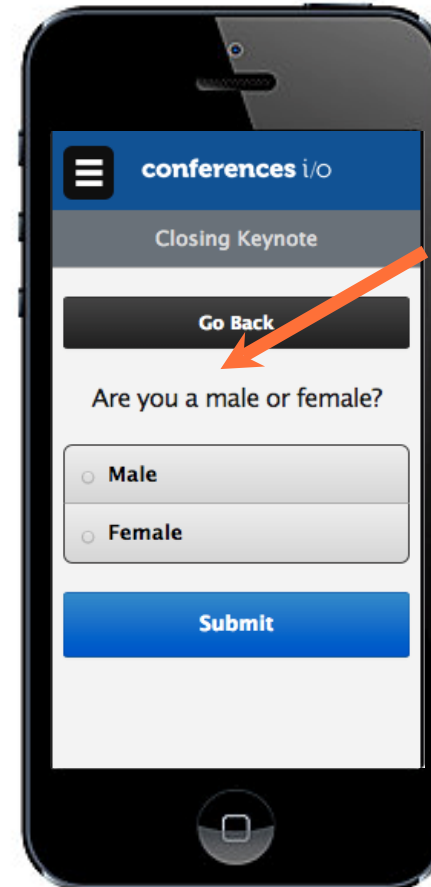 conferences i/o
Closing Keynote
Go Back
Are you a male or female?
Male
Female
Submit